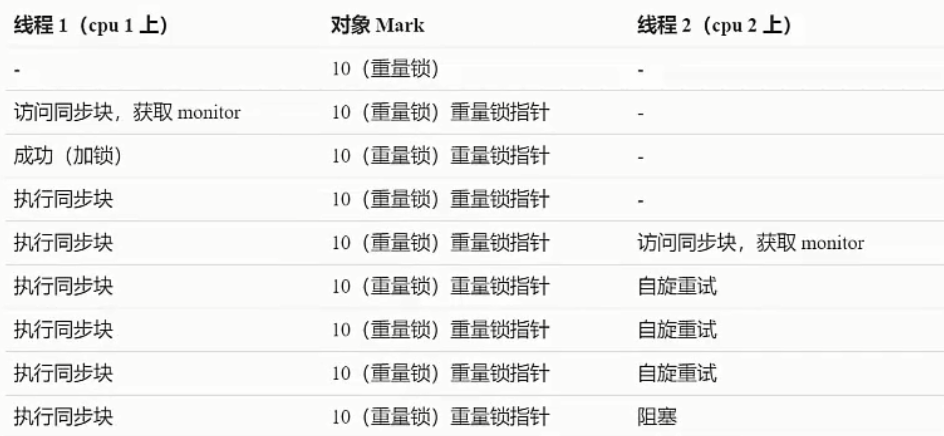 线程 1（cpu 1 上） 对象 Mark 线程 2（cpu 2 上）
- 10（重量锁） -
访问同步块，获取 monitor 10（重量锁）重量锁指针 -
成功（加锁） 10（重量锁）重量锁指针 -
执行同步块 10（重量锁）重量锁指针 -
执行同步块 10（重量锁）重量锁指针 访问同步块，获取 monitor
执行同步块 10（重量锁）重量锁指针 自旋重试
执行同步块 10（重量锁）重量锁指针 自旋重试
执行同步块 10（重量锁）重量锁指针 自旋重试
执行同步块 10（重量锁）重量锁指针 阻塞